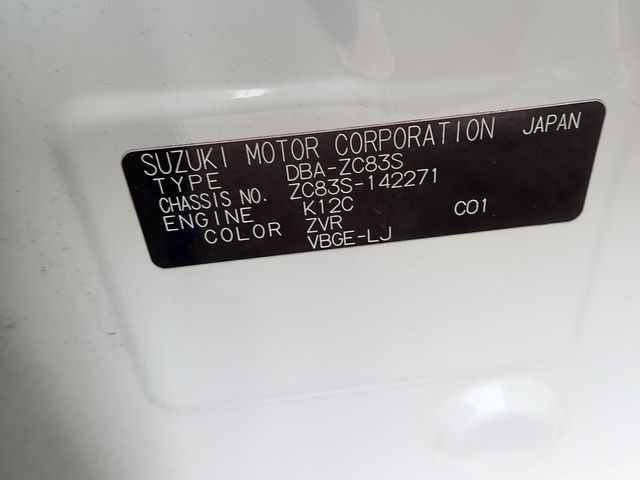 SUZUKI MOTOR CORPORATION JAPAN
TYPE DBA-ZC83S
CHASSIS NO. ZC83S-142271
ENGINE K12C C01
COLOR ZVR
VBGE-LJ